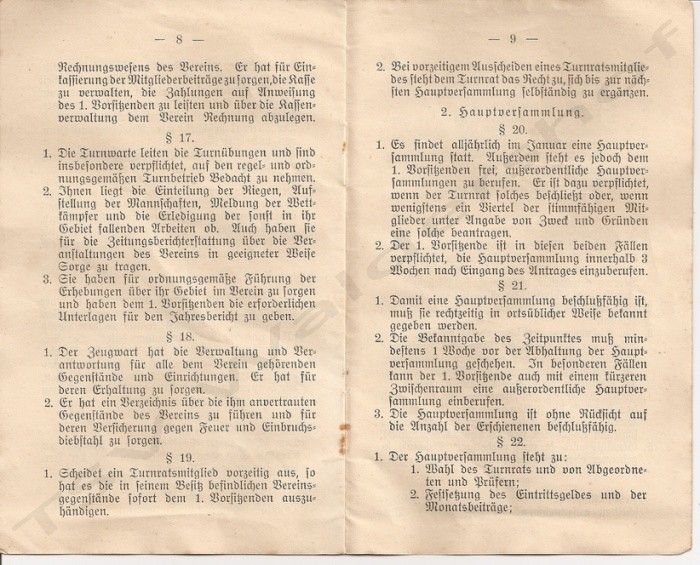 — 8 —
Rechnungswesens des Vereins. Er hat für Ein-
kassierung der Mitgliederbeiträge zu sorgen, die Kasse
zu verwalten, die Zahlungen auf Anweisung
des 1. Vorsitzenden zu leisten und über die Kassen-
verwaltung dem Verein Rechnung abzulegen.
§ 17.
1. Die Turnwarte leiten die Turnübungen und sind
insbesondere verpflichtet, auf den regel- und ord-
nungsgemäßen Turnbetrieb Bedacht zu nehmen.
2. Ihnen liegt die Einteilung der Riegen, Auf-
stellung der Mannschaften, Meldung der Wett-
kämpfer und die Erledigung der sonst in ihr
Gebiet fallenden Arbeiten ob. Auch haben sie
für die Zeitungsberichterstattung über die Ver-
anstaltungen des Vereins in geeigneter Weise
Sorge zu tragen.
3. Sie haben für ordnungsgemäße Führung der
Erhebungen über ihr Gebiet im Verein zu sorgen
und haben dem 1. Vorsitzenden die erforderlichen
Unterlagen für den Jahresbericht zu geben.
§ 18.
1. Der Zeugwart hat die Verwaltung und Ver-
antwortung für alle dem Verein gehörenden
Gegenstände und Einrichtungen. Er hat für
deren Erhaltung zu sorgen.
2. Er hat ein Verzeichnis über die ihm anvertrauten
Gegenstände des Vereins zu führen und für
deren Versicherung gegen Feuer und Einbruchs-
diebstahl zu sorgen.
§ 19.
1. Scheidet ein Turnratsmitglied vorzeitig aus, so
hat es die in seinem Besitz befindlichen Vereins-
gegenstände sofort dem 1. Vorsitzenden auszu-
händigen.
— 9 —
2. Bei vorzeitigem Ausscheiden eines Turnratsmitglie-
des steht dem Turnrat das Recht zu, sich bis zur näch-
sten Hauptversammlung selbständig zu ergänzen.
2. Hauptversammlung.
§ 20.
1. Es findet alljährlich im Januar eine Hauptver-
sammlung statt. Außerdem steht es jedoch dem
1. Vorsitzenden frei, außerordentliche Hauptver-
sammlungen zu berufen. Er ist dazu verpflichtet,
wenn der Turnrat solches beschließt oder, wenn
wenigstens ein Viertel der stimmfähigen Mit-
glieder unter Angabe von Zweck und Gründen
eine solche beantragen.
2. Der 1. Vorsitzende ist in diesen beiden Fällen
verpflichtet, die Hauptversammlung innerhalb 3
Wochen nach Eingang des Antrages einzuberufen.
§ 21.
1. Damit eine Hauptversammlung beschlußfähig ist,
muß sie rechtzeitig in ortsüblicher Weise bekannt
gegeben werden.
2. Die Bekanntgabe des Zeitpunktes muß min-
destens 1 Woche vor der Abhaltung der Haupt-
versammlung geschehen. In besonderen Fällen
kann der 1. Vorsitzende auch mit einem kürzeren
Zwischenraum eine außerordentliche Hauptver-
sammlung einberufen.
3. Die Hauptversammlung ist ohne Rücksicht auf
die Anzahl der Erschienenen beschlußfähig.
§ 22.
1. Der Hauptversammlung steht zu:
1. Wahl des Turnrats und von Abgeordne-
ten und Prüfern;
2. Festsetzung des Eintrittsgeldes und der
Monatsbeiträge;